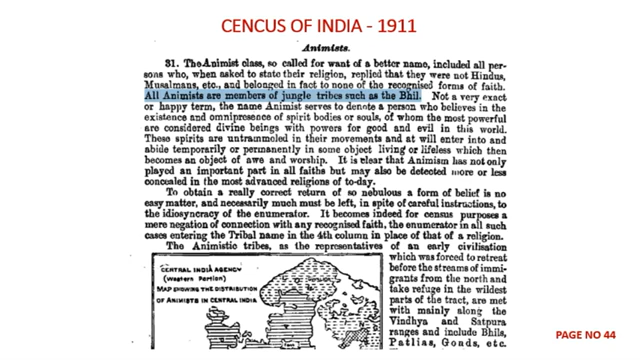 CENCUS OF INDIA - 1911
Animists.
31. The Animist class, so called for want of a better name, included all per-
sons who, when asked to state their religion, replied that they were not Hindus,
Musalmans, etc., and belonged in fact to none of the recognised forms of faith.
All Animists are members of jungle tribes such as the Bhil. Not a very exact
or happy term, the name Animist serves to denote a person who believes in the
existence and omnipresence of spirit bodies or souls, of whom the most powerful
are considered divine beings with powers for good and evil in this world.
These spirits are untrammeled in their movements and at will enter into and
abide temporarily or permanently in some object living or lifeless which then
becomes an object of awe and worship. It is clear that Animism has not only
played an important part in all faiths but may also be detected more or less
concealed in the most advanced religions of to-day.
To obtain a really correct return of so nebulous a form of belief is no
easy matter, and necessarily much must be left, in spite of careful instructions, to
the idiosyncracy of the enumerator. It becomes indeed for census purposes a
mere negation of connection with any recognised faith, the enumerator in all such
cases entering the Tribal name in the 4th column in place of that of a religion.
The Animistic tribes, as the representatives of an early civilisation
which was forced to retreat
before the streams of immi-
grants from the north and
take refuge in the wildest
parts of the tract, are met
with mainly along the
Vindhya and Satpura
ranges and include Bhils,
Patlias, Gonds, etc.
CENTRAL INDIA AGENCY
(Western Portion)
MAP SHOWING THE DISTRIBUTION
OF ANIMISTS IN CENTRAL INDIA
PAGE NO 44